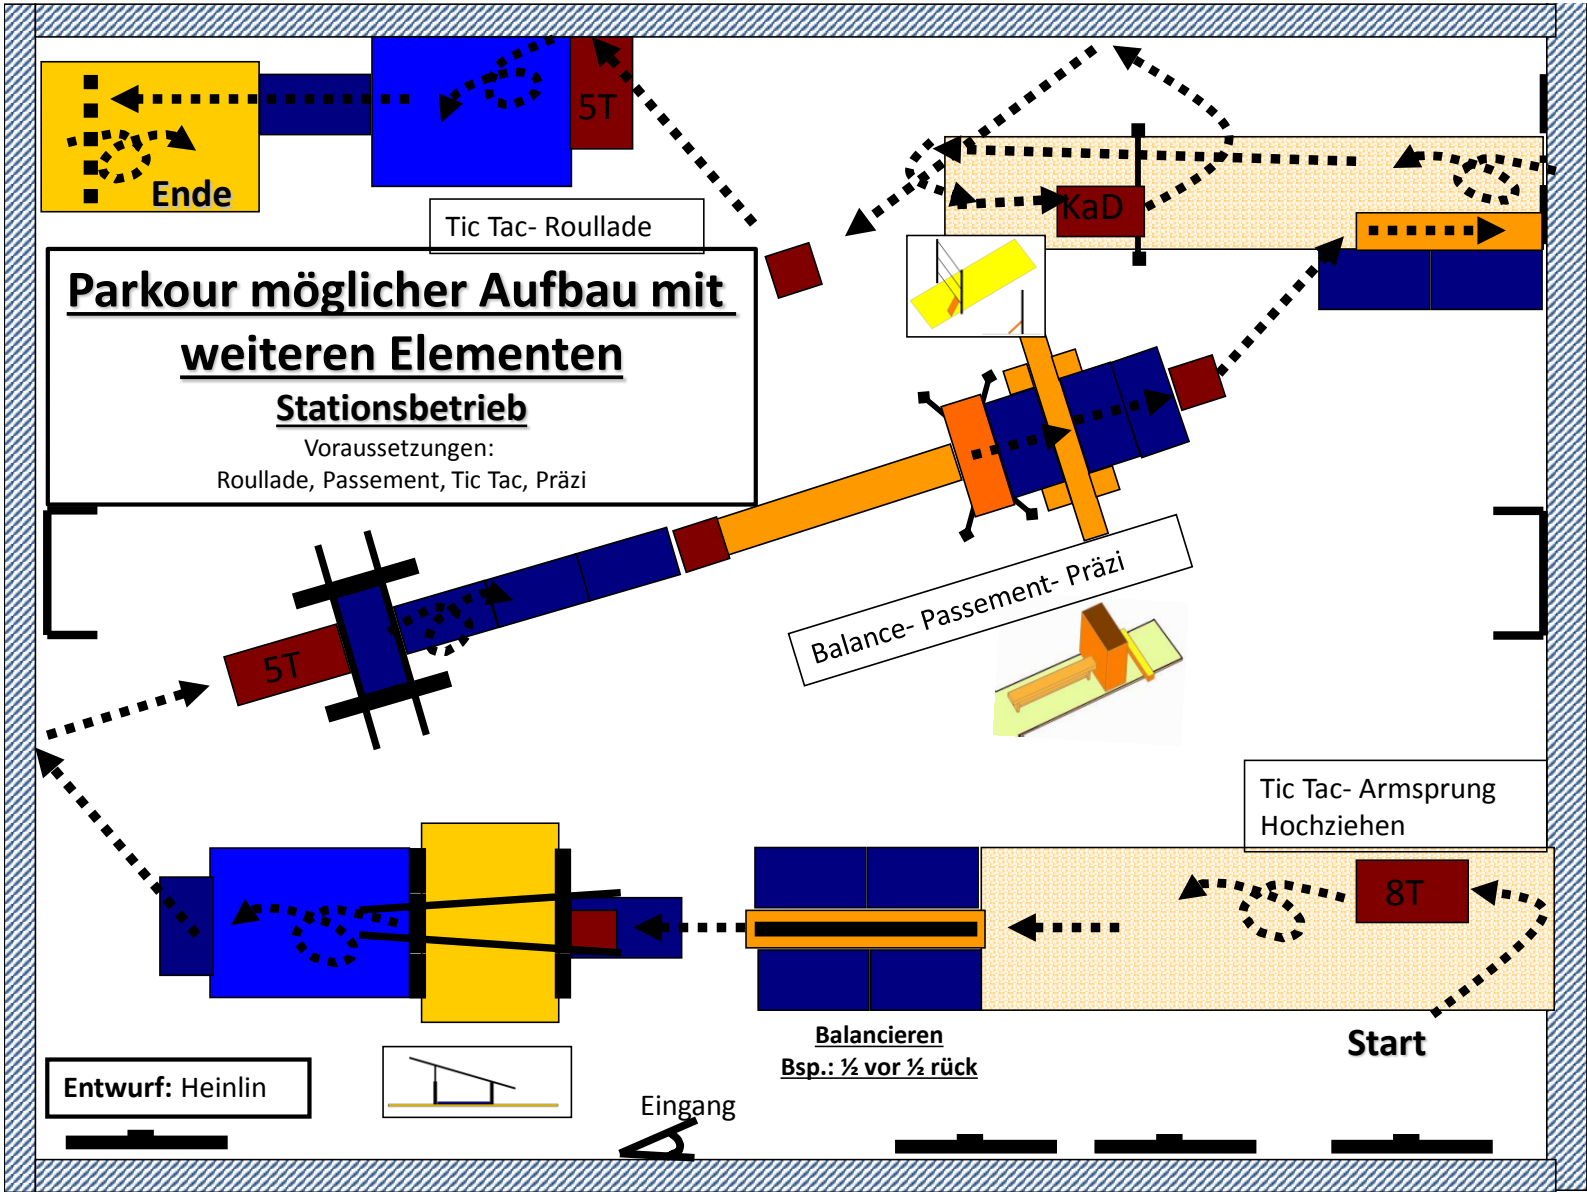 5T
Ende
Tic Tac- Roullade
KaD
Parkour möglicher Aufbau mit
weiteren Elementen
Stationsbetrieb
Voraussetzungen:
Roullade, Passement, Tic Tac, Präzi
Balance- Passement- Präzi
5T
Tic Tac- Armsprung
Hochziehen
8T
Balancieren
Bsp.: ½ vor ½ rück
Start
Entwurf: Heinlin
Eingang